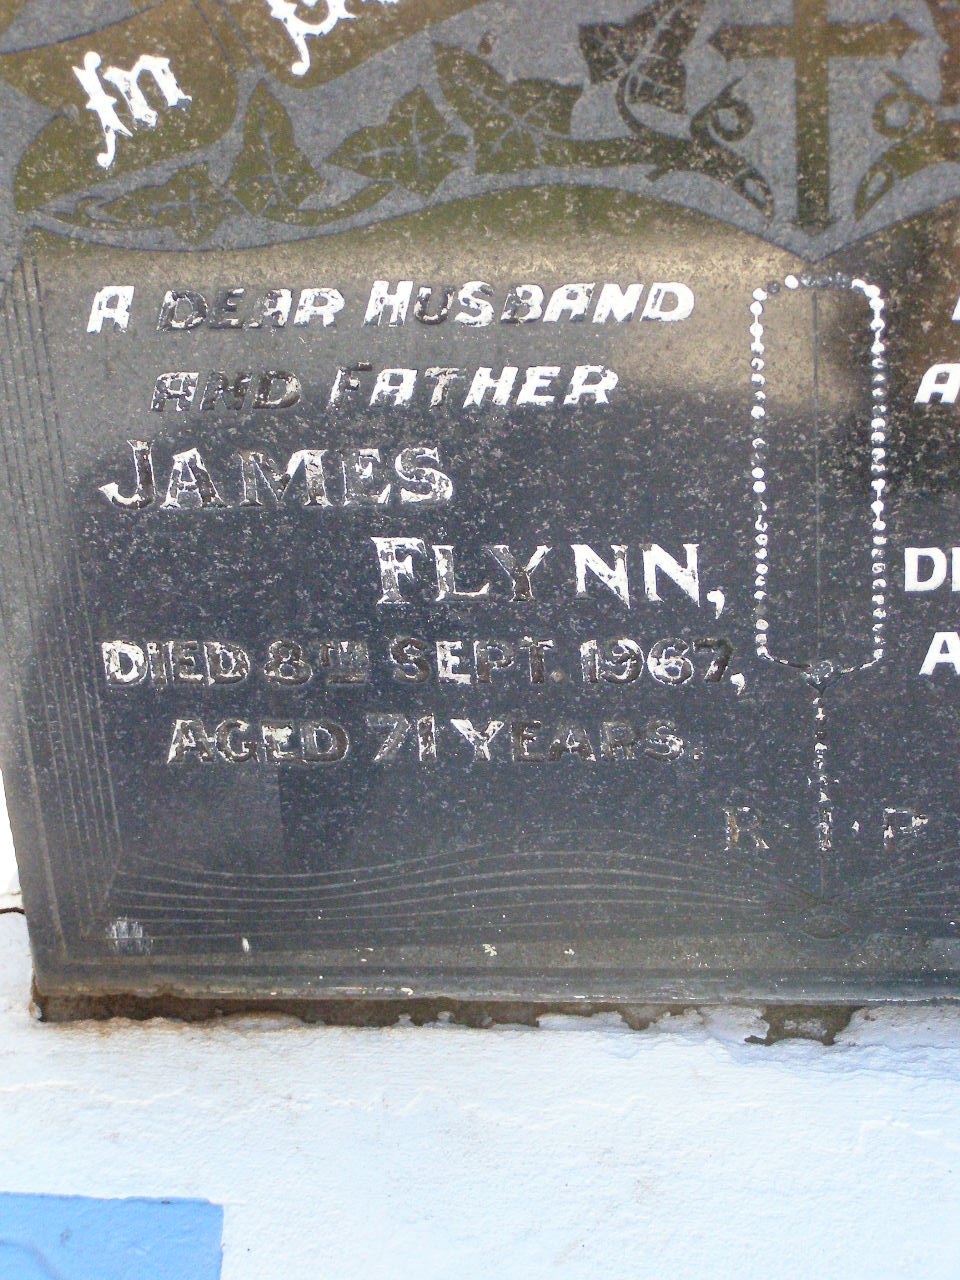 In
A DEAR HUSBAND
AND FATHER
JAMES
FLYNN,
DIED 8TH SEPT. 1967,
AGED 71 YEARS.
R · I · P